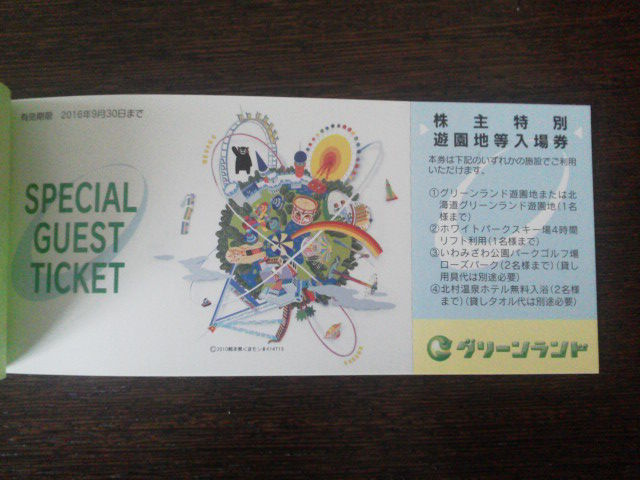 有効期限 2016年9月30日まで
SPECIAL
GUEST
TICKET
株主特別
遊園地等入場券
本券は下記のいずれかの施設でご利用
いただけます。
①グリーンランド遊園地または北
海道グリーンランド遊園地(1名
様まで)
②ホワイトパークスキー場4時間
リフト利用(1名様まで)
③いわみざわ公園パークゴルフ場
ローズパーク(2名様まで)(貸し
用具代は別途必要)
④北村温泉ホテル無料入浴(2名様
まで)(貸しタオル代は別途必要)
グリーンランド